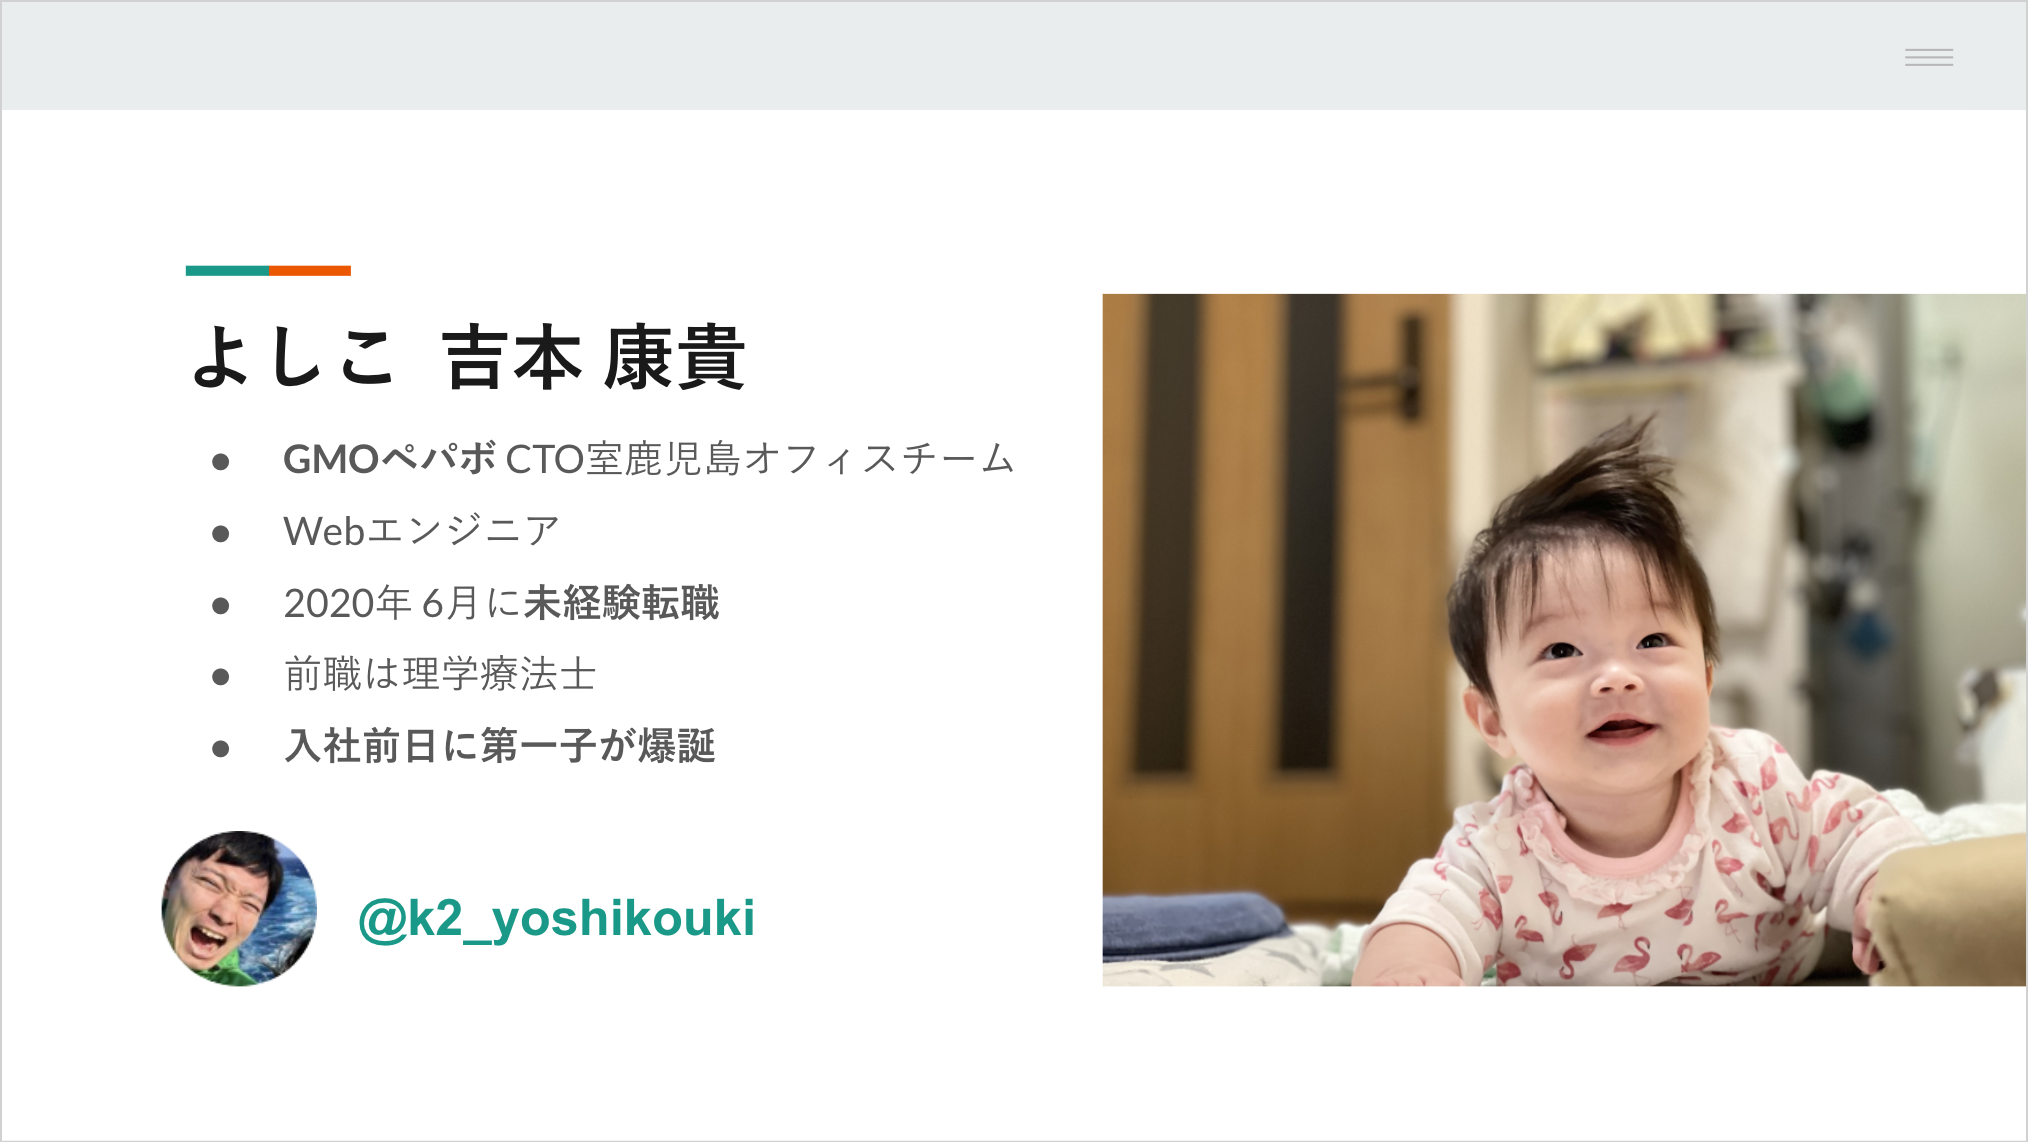 よしこ 吉本 康貴
● GMOペパボ CTO室鹿児島オフィスチーム
● Webエンジニア
● 2020年 6月に未経験転職
● 前職は理学療法士
● 入社前日に第一子が爆誕
@k2_yoshikouki